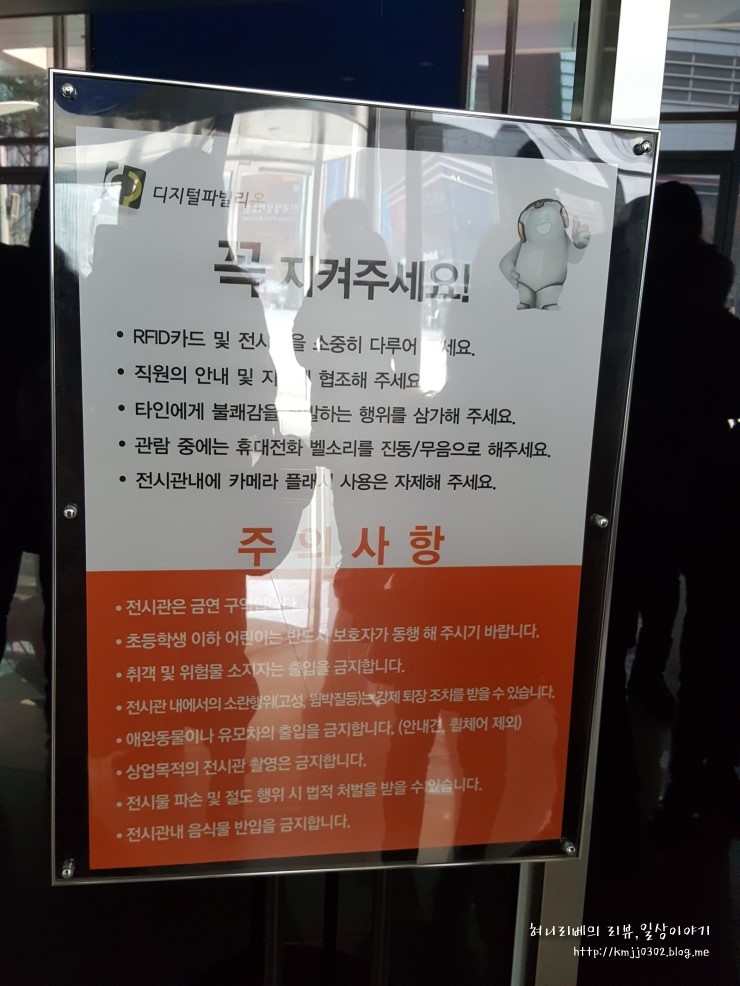 디지털파빌리온
꼭 지켜주세요!
• RFID카드 및 전시 을 소중히 다루어 세요.
• 직원의 안내 및 협조해 주세요
• 타인에게 불쾌감을 하는 행위를 삼가해 주세요.
• 관람 중에는 휴대전화 벨소리를 진동/무음으로 해주세요.
• 전시관내에 카메라 플래시 사용은 자제해 주세요.
주의사항
• 전시관은 금연 구역입니다.
• 초등학생 이하 어린이는 반드시 보호자가 동행 해 주시기 바랍니다.
• 취객 및 위험물 소지자는 출입을 금지합니다.
• 전시관 내에서의 소란행위(고성, 떰박질등)는 강제 퇴장 조치를 받을 수 있습니다.
• 애완동물이나 유모차의 출입을 금지합니다. (안내견, 휠체어 제외)
• 상업목적의 전시관 촬영은 금지합니다.
• 전시물 파손 및 절도 행위 시 법적 처벌을 받을 수 있습니다.
• 전시관내 음식물 반입을 금지합니다.
허니리베의 리뷰,일상이야기
http://kmjj0302.blog.me